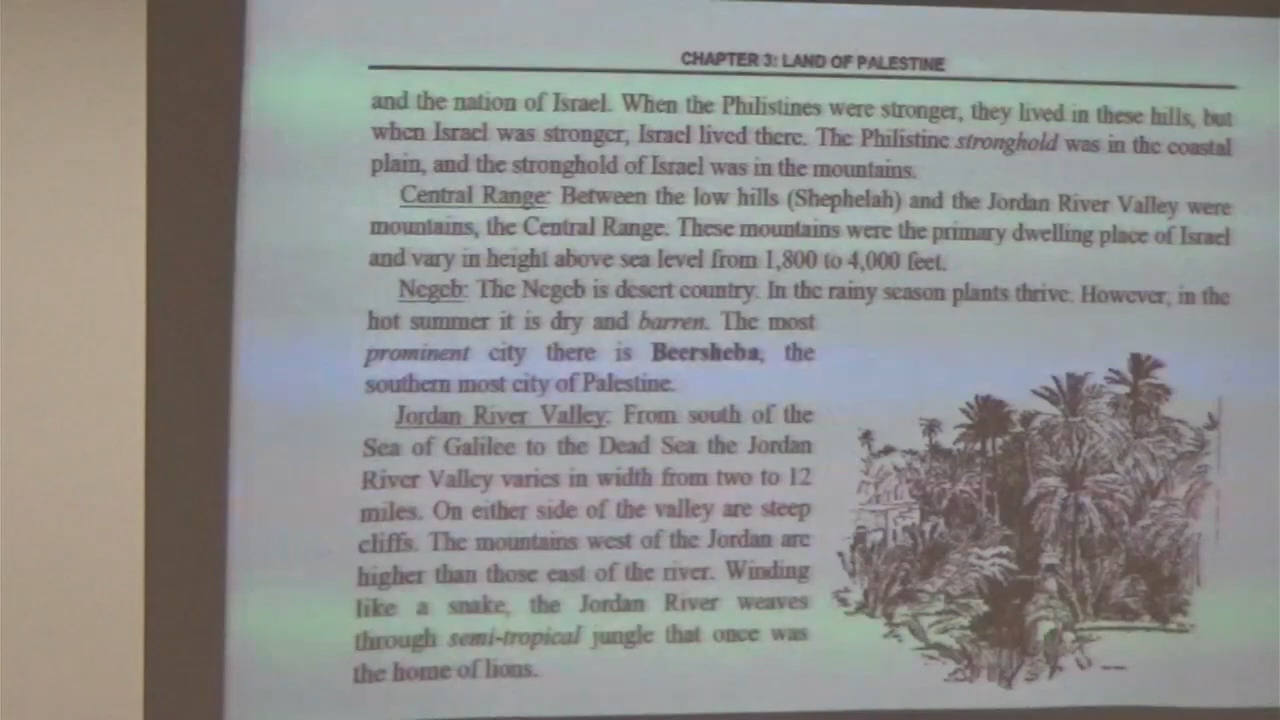 CHAPTER 3: LAND OF PALESTINE
and the nation of Israel. When the Philistines were stronger, they lived in these hills, but
when Israel was stronger, Israel lived there. The Philistine stronghold was in the coastal
plain, and the stronghold of Israel was in the mountains.
Central Range: Between the low hills (Shephelah) and the Jordan River Valley were
mountains, the Central Range. These mountains were the primary dwelling place of Israel
and vary in height above sea level from 1,800 to 4,000 feet.
Negeb: The Negeb is desert country. In the rainy season plants thrive. However, in the
hot summer it is dry and barren. The most
prominent city there is Beersheba, the
southern most city of Palestine.
Jordan River Valley: From south of the
Sea of Galilee to the Dead Sea the Jordan
River Valley varies in width from two to 12
miles. On either side of the valley are steep
cliffs. The mountains west of the Jordan are
higher than those east of the river. Winding
like a snake, the Jordan River weaves
through semi-tropical jungle that once was
the home of lions.